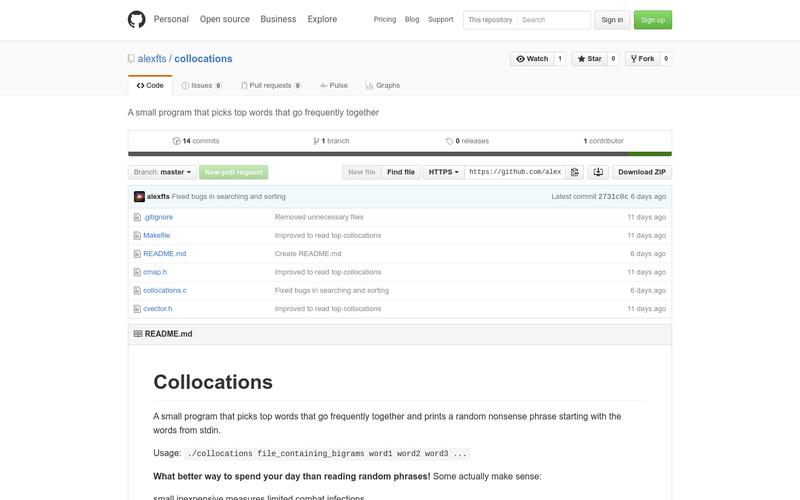 Personal Open source Business Explore Pricing Blog Support This repository Search Sign in Sign up
alexfts / collocations Watch 1 Star 0 Fork 0
Code Issues 0 Pull requests 0 Pulse Graphs
A small program that picks top words that go frequently together
14 commits 1 branch 0 releases 1 contributor
Branch: master New pull request New file Find file HTTPS https://github.com/alex Download ZIP
alexfts Fixed bugs in searching and sorting Latest commit 2731c0c 6 days ago
.gitignore Removed unnecessary files 11 days ago
Makefile Improved to read top collocations 11 days ago
README.md Create README.md 6 days ago
cmap.h Improved to read top collocations 11 days ago
collocations.c Fixed bugs in searching and sorting 6 days ago
cvector.h Improved to read top collocations 11 days ago
README.md
Collocations
A small program that picks top words that go frequently together and prints a random nonsense phrase starting with the
words from stdin.
Usage: ./collocations file_containing_bigrams word1 word2 word3 ...
What better way to spend your day than reading random phrases! Some actually make sense:
small inexpensive measures limited combat infections